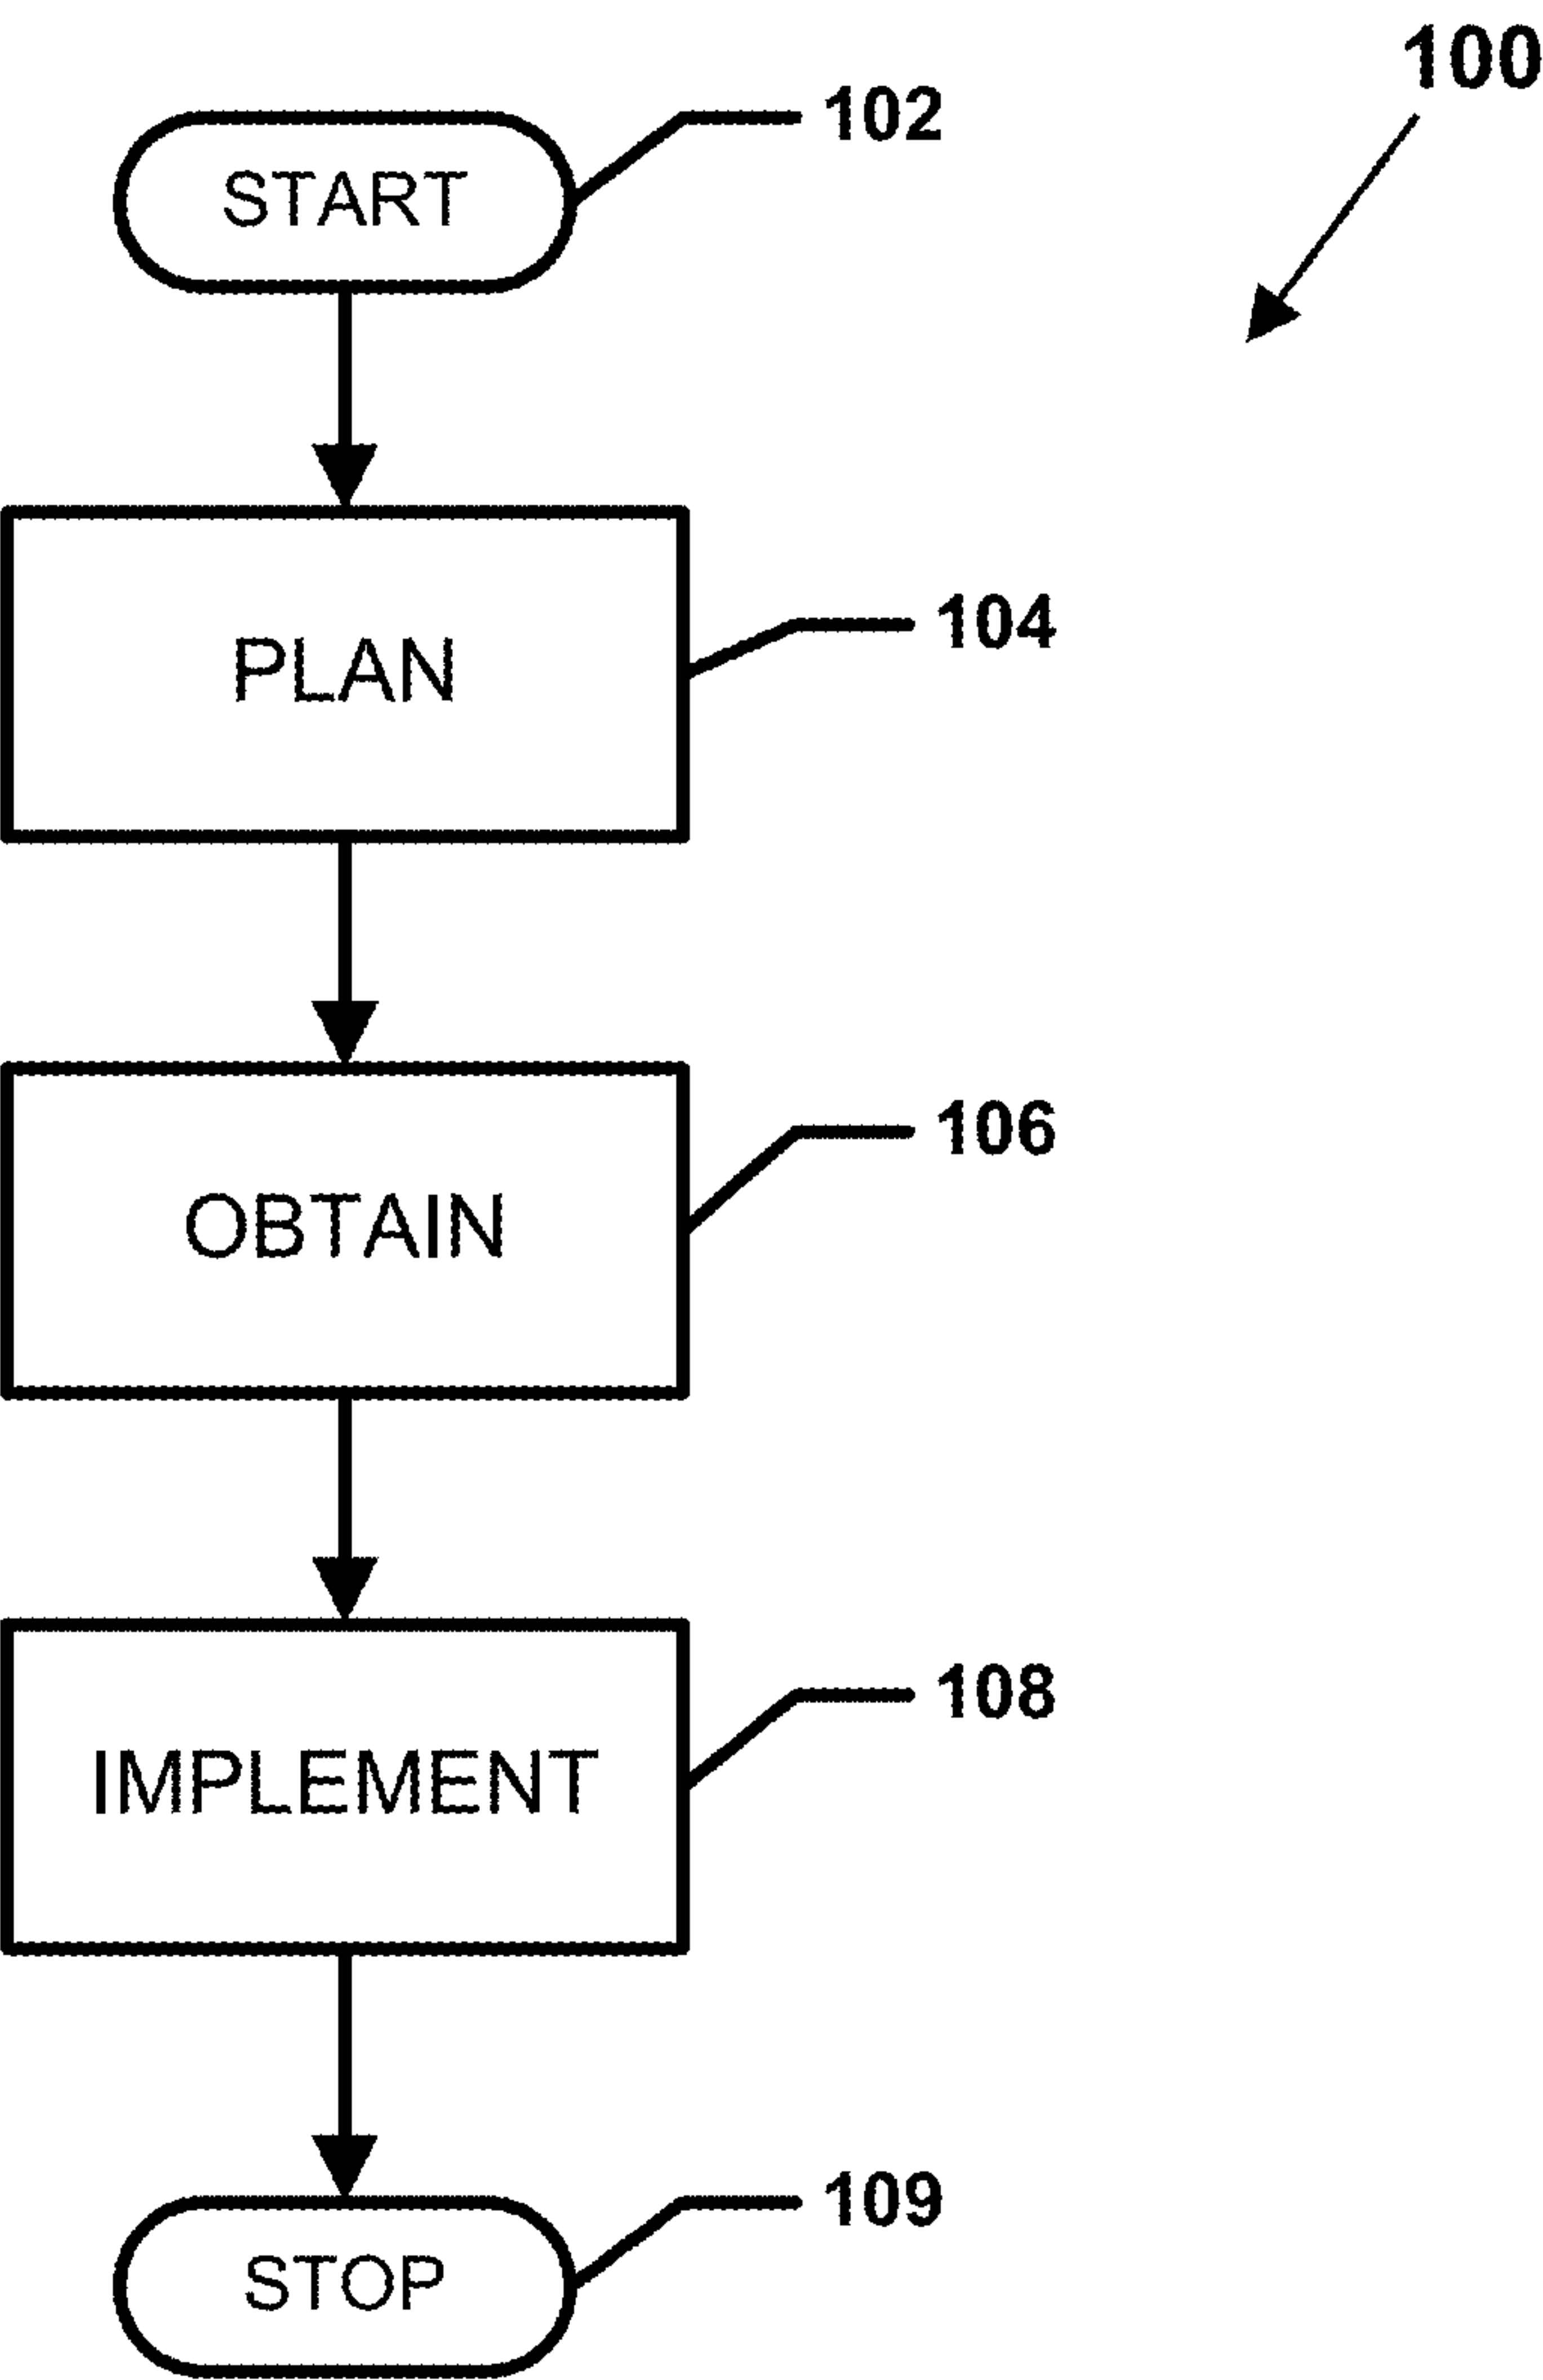 100
102
START
PLAN
104
OBTAIN
106
IMPLEMENT
108
STOP
109